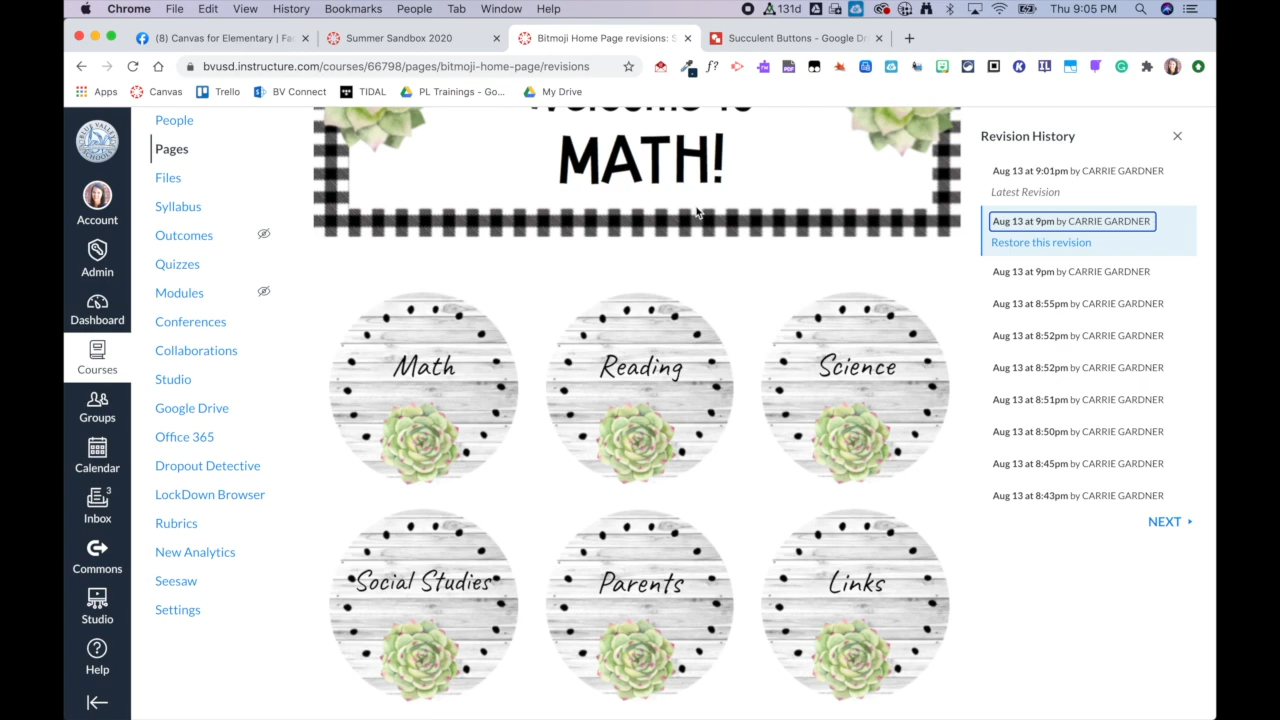 Chrome File Edit View History Bookmarks People Tab Window Help
131d
Thu 9:05 PM
(8) Canvas for Elementary | Fa
Summer Sandbox 2020
Bitmoji Home Page revisions: S
Succulent Buttons - Google Dr
bvusd.instructure.com/courses/66798/pages/bitmoji-home-page/revisions
Apps Canvas Trello BV Connect TIDAL PL Trainings - Go... My Drive
Account
Admin
Dashboard
Courses
Groups
Calendar
3
Inbox
Commons
Studio
Help
People
Pages
Files
Syllabus
Outcomes
Quizzes
Modules
Conferences
Collaborations
Studio
Google Drive
Office 365
Dropout Detective
LockDown Browser
Rubrics
New Analytics
Seesaw
Settings
Welcome to
MATH!
Math
Reading
Science
Social Studies
Parents
Links
Revision History
Aug 13 at 9:01pm by CARRIE GARDNER
Latest Revision
Aug 13 at 9pm by CARRIE GARDNER
Restore this revision
Aug 13 at 9pm by CARRIE GARDNER
Aug 13 at 8:55pm by CARRIE GARDNER
Aug 13 at 8:52pm by CARRIE GARDNER
Aug 13 at 8:52pm by CARRIE GARDNER
Aug 13 at 8:51pm by CARRIE GARDNER
Aug 13 at 8:50pm by CARRIE GARDNER
Aug 13 at 8:45pm by CARRIE GARDNER
Aug 13 at 8:43pm by CARRIE GARDNER
NEXT